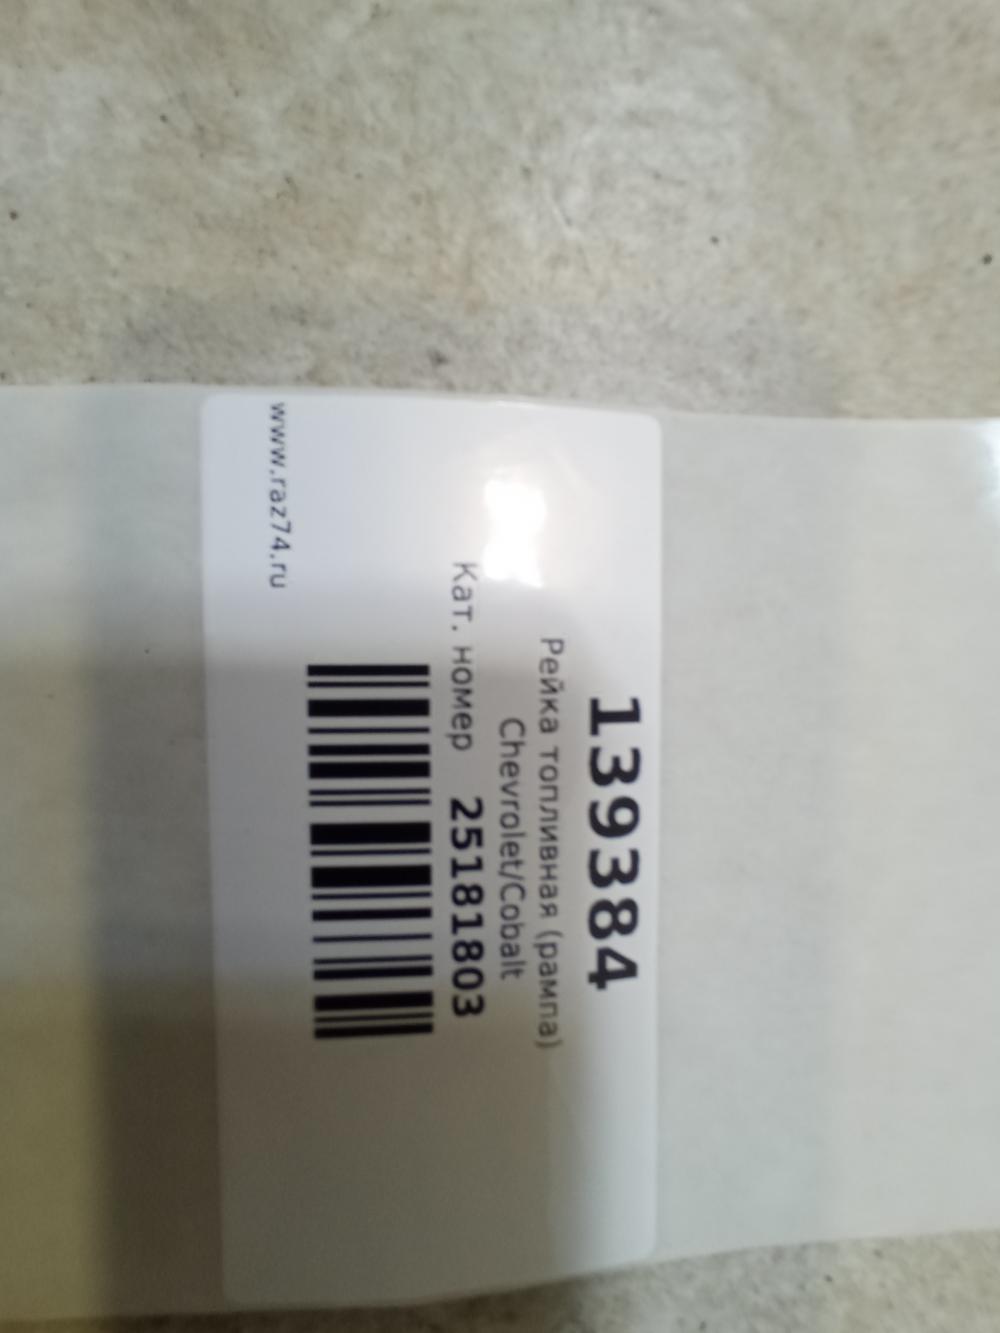 139384
Рейка топливная (рампа)
Chevrolet/Cobalt
Кат. номер 25181803
www.raz74.ru